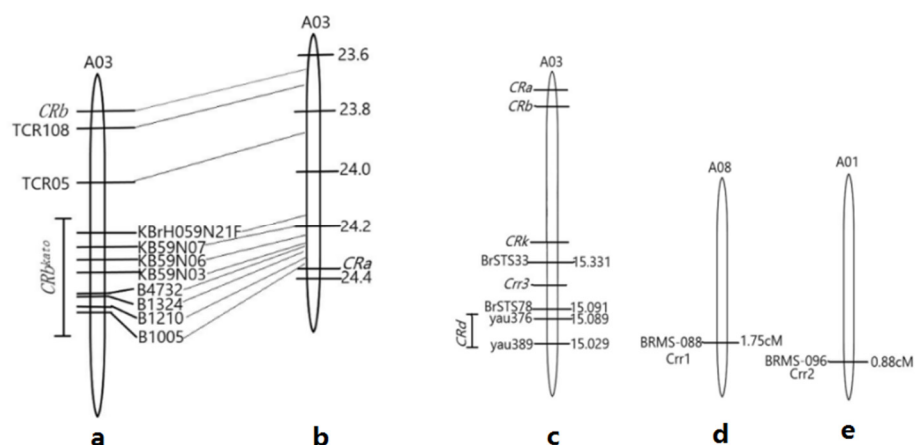 A03
CRb
TCR108
TCR05
CRb^kato
KBrH059N21F
KB59N07
KB59N06
KB59N03
B4732
B1324
B1210
B1005
a
A03
23.6
23.8
24.0
24.2
CRa
24.4
b
A03
CRa
CRb
CRk
BrSTS33 15.331
Crr3
BrSTS78 15.091
yau376 15.089
CRd
yau389 15.029
c
A08
BRMS-088 1.75cM
Crr1
d
A01
BRMS-096 0.88cM
Crr2
e